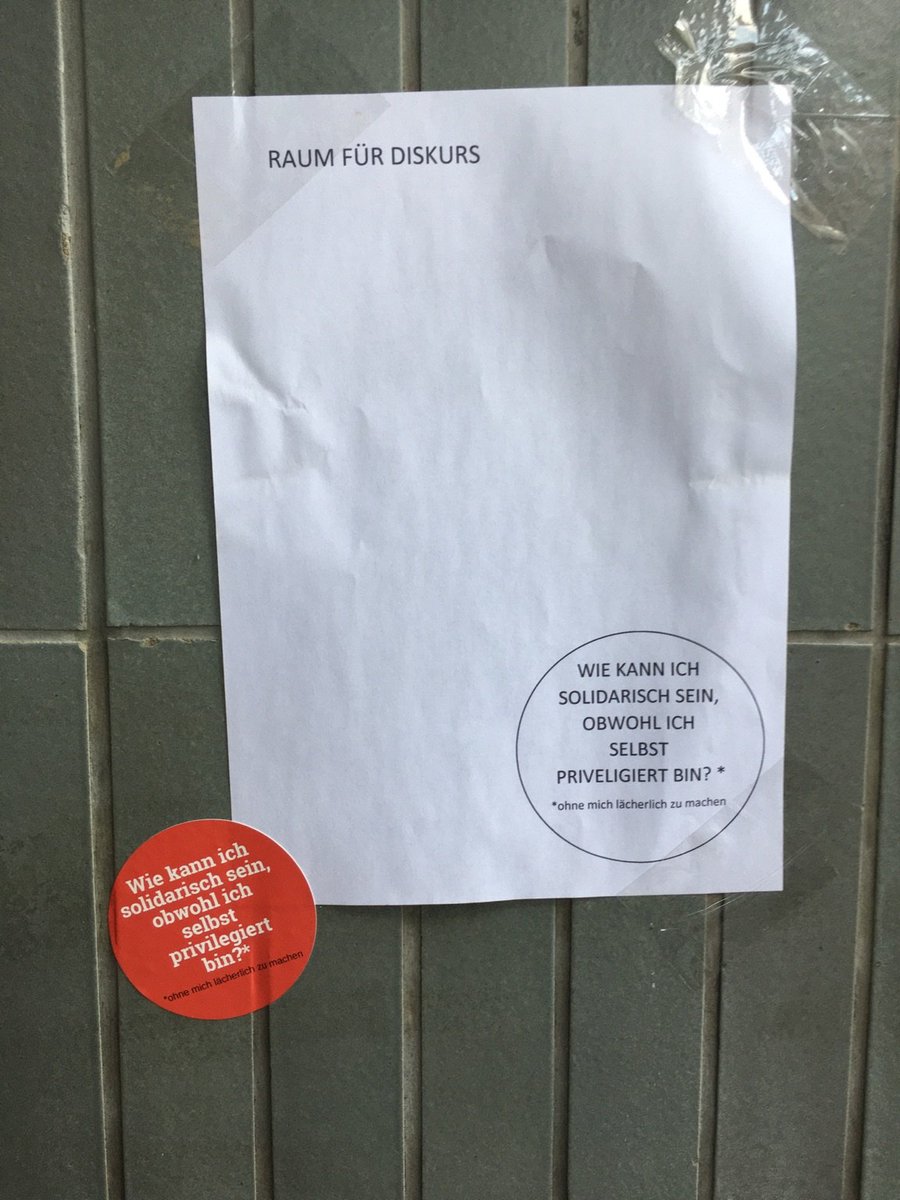 RAUM FÜR DISKURS
WIE KANN ICH
SOLIDARISCH SEIN,
OBWOHL ICH
SELBST
PRIVELIGIERT BIN? *
*ohne mich lächerlich zu machen
Wie kann ich
solidarisch sein,
obwohl ich
selbst
privilegiert
bin?*
*ohne mich lächerlich zu machen